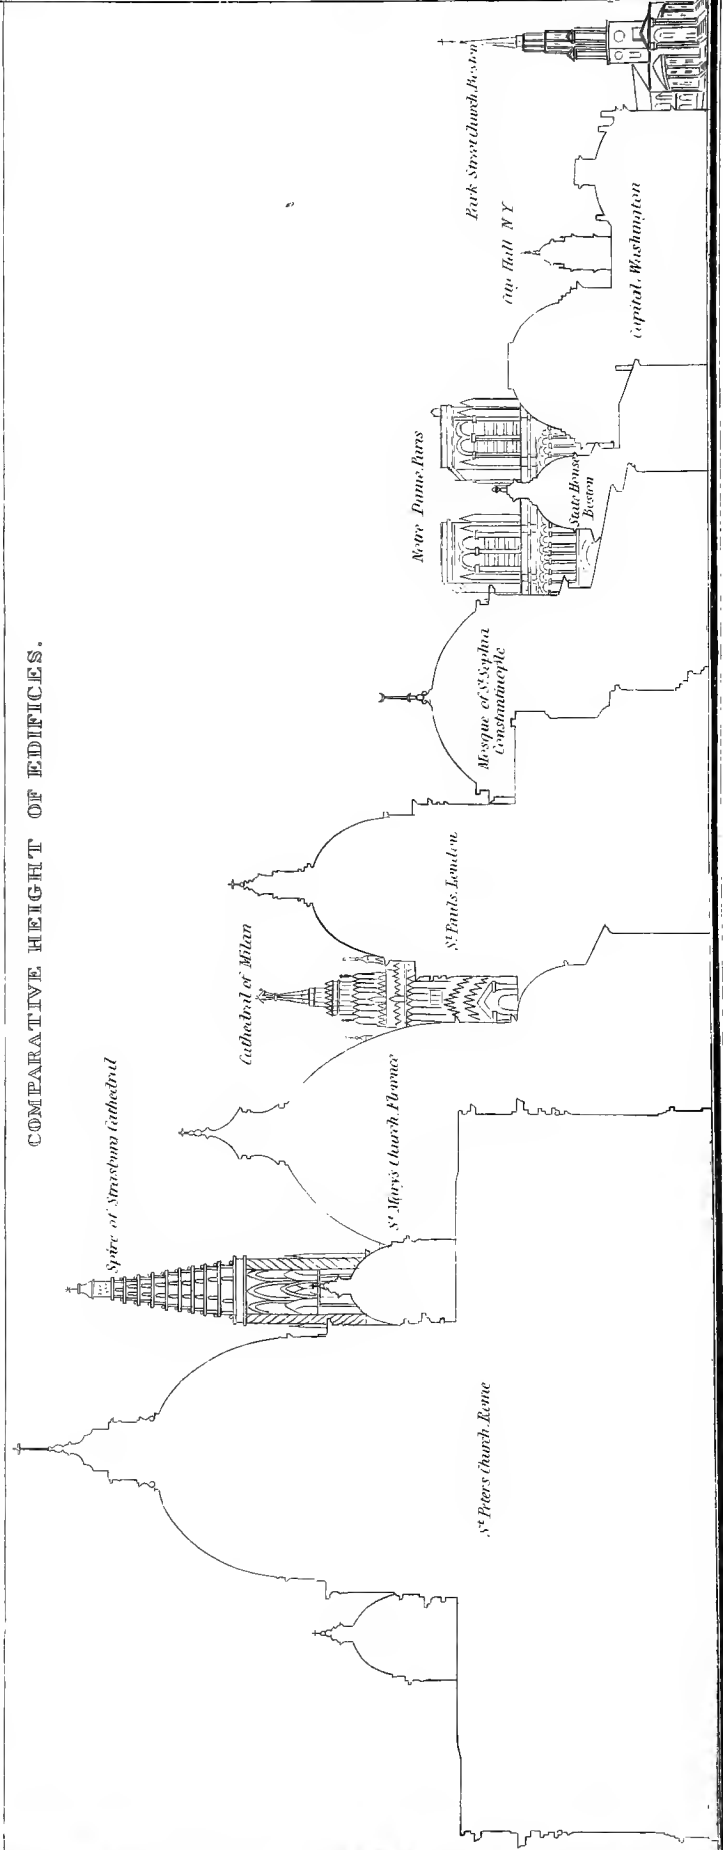 COMPARATIVE HEIGHT OF EDIFICES.
Spire of Strasburg Cathedral
Cathedral of Milan
St Peters Church. Rome
St Mary's Church. Florence
St Pauls. London
Mosque of St Sophia
Constantinople
Notre Dame. Paris
State House
Boston
City Hall N Y
Capital. Washington
Park Street Church. Boston